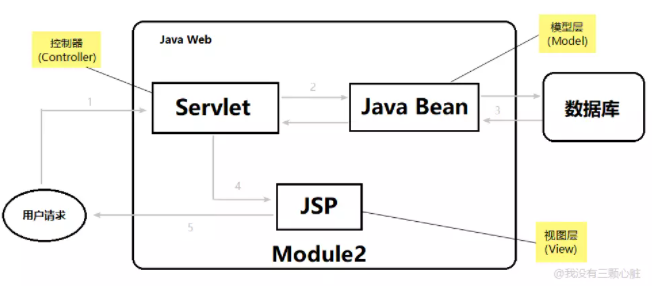 Java Web
控制器
(Controller)
模型层
(Model)
1
Servlet
2
Java Bean
3
数据库
4
用户请求
JSP
5
视图层
(View)
Module2
@我没有三颗心脏